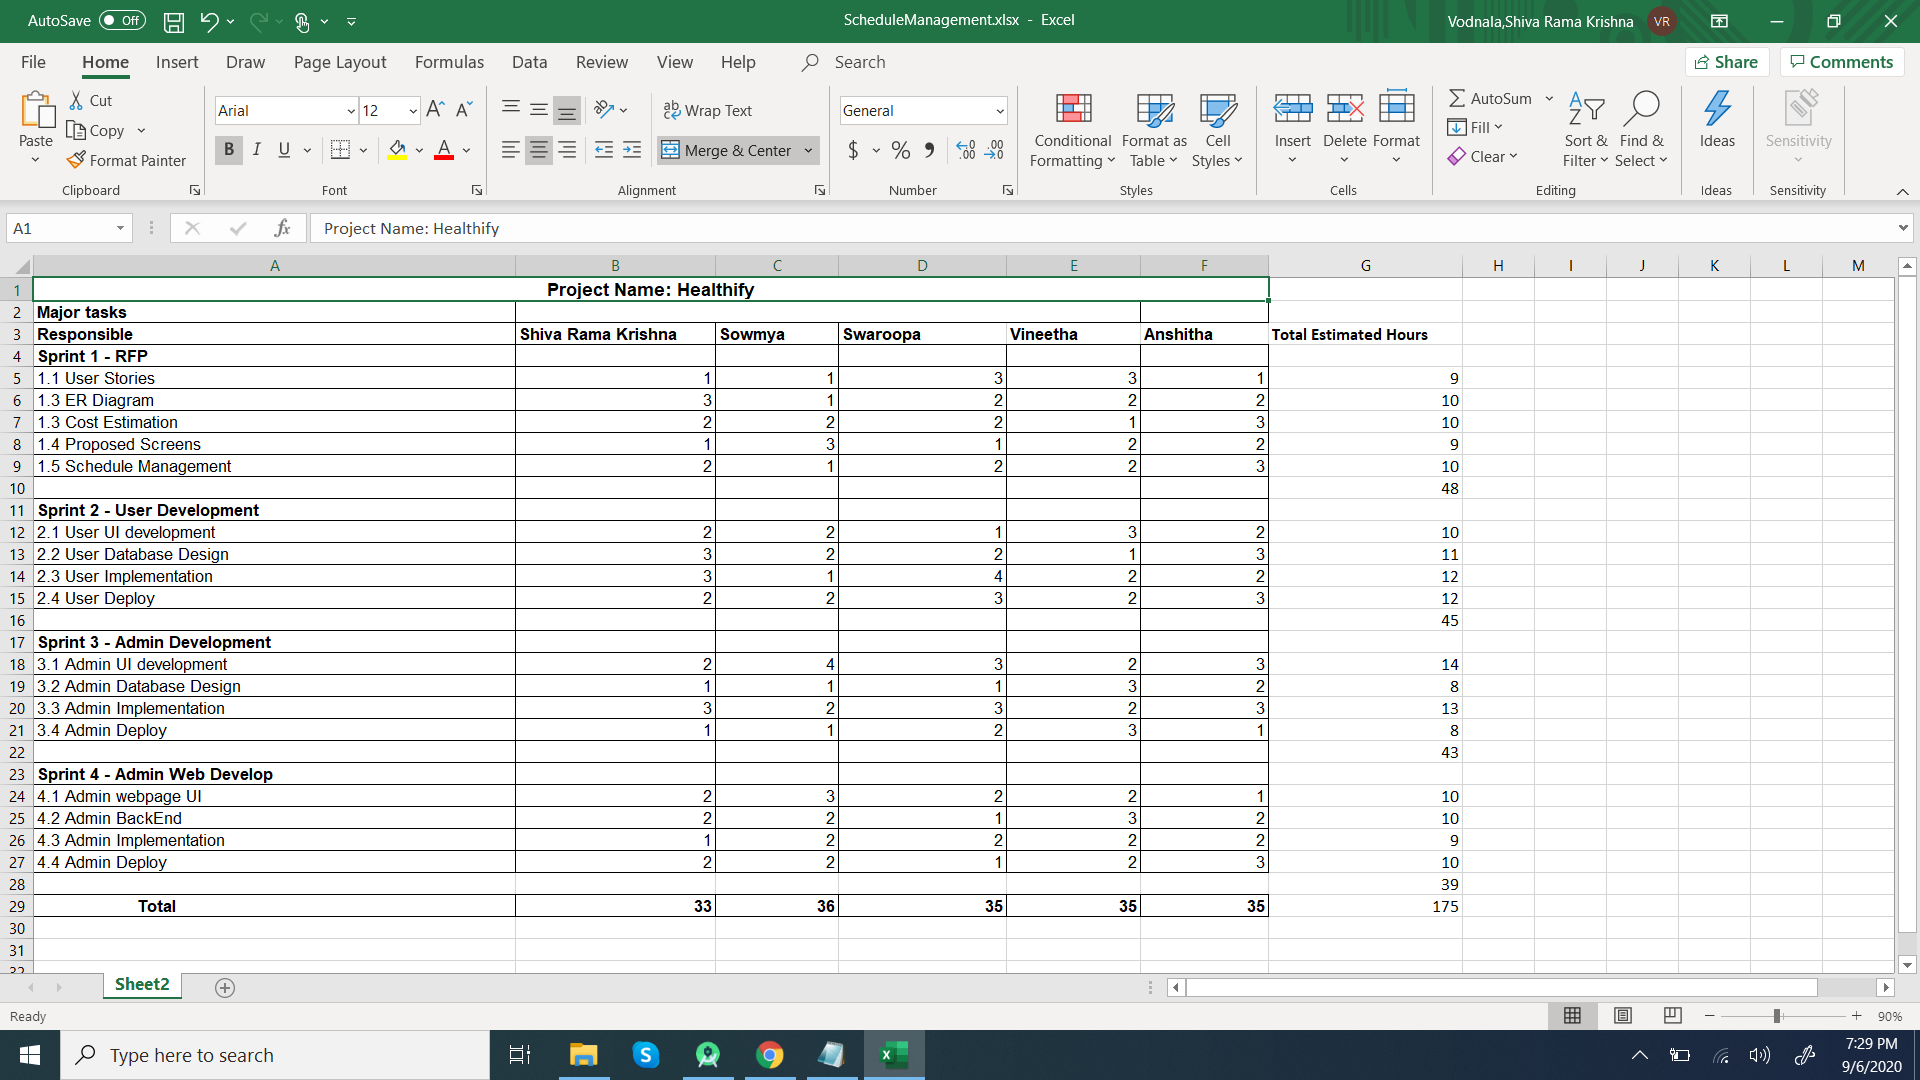 AutoSave Off ScheduleManagement.xlsx - Excel Vodnala,Shiva Rama Krishna VR
File Home Insert Draw Page Layout Formulas Data Review View Help Search Share Comments
Paste Cut Copy Format Painter Clipboard
Arial 12 A^ A˅ B I U A Font
ab Wrap Text Merge & Center Alignment
General $ % , Number
Conditional Formatting Format as Table Cell Styles Styles
Insert Delete Format Cells
AutoSum Fill Clear Sort & Filter Find & Select Editing
Ideas Ideas
Sensitivity Sensitivity
A1 fx Project Name: Healthify
A B C D E F G H I J K L M
1 Project Name: Healthify
2 Major tasks
3 Responsible Shiva Rama Krishna Sowmya Swaroopa Vineetha Anshitha Total Estimated Hours
4 Sprint 1 - RFP
5 1.1 User Stories 1 1 3 3 1 9
6 1.3 ER Diagram 3 1 2 2 2 10
7 1.3 Cost Estimation 2 2 2 1 3 10
8 1.4 Proposed Screens 1 3 1 2 2 9
9 1.5 Schedule Management 2 1 2 2 3 10
10 48
11 Sprint 2 - User Development
12 2.1 User UI development 2 2 1 3 2 10
13 2.2 User Database Design 3 2 2 1 3 11
14 2.3 User Implementation 3 1 4 2 2 12
15 2.4 User Deploy 2 2 3 2 3 12
16 45
17 Sprint 3 - Admin Development
18 3.1 Admin UI development 2 4 3 2 3 14
19 3.2 Admin Database Design 1 1 1 3 2 8
20 3.3 Admin Implementation 3 2 3 2 3 13
21 3.4 Admin Deploy 1 1 2 3 1 8
22 43
23 Sprint 4 - Admin Web Develop
24 4.1 Admin webpage UI 2 3 2 2 1 10
25 4.2 Admin BackEnd 2 2 1 3 2 10
26 4.3 Admin Implementation 1 2 2 2 2 9
27 4.4 Admin Deploy 2 2 1 2 3 10
28 39
29 Total 33 36 35 35 35 175
30
31
32
Sheet2
Ready 90%
Type here to search
7:29 PM
9/6/2020